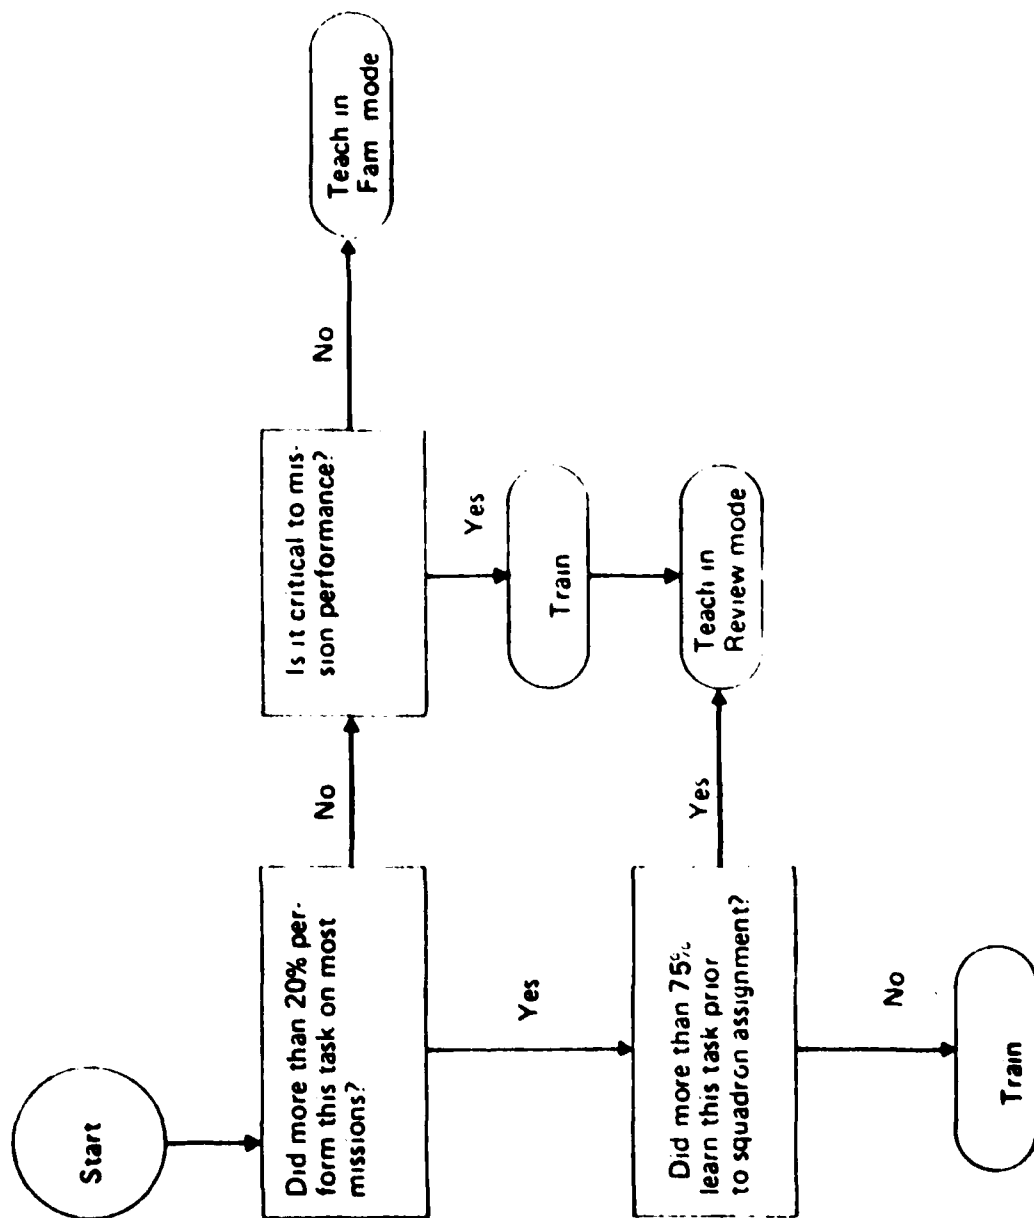 Start
Did more than 20% per-
form this task on most
missions?
No
Is it critical to mis-
sion performance?
No
Teach in
Fam mode
Yes
Train
Yes
Did more than 75%
learn this task prior
to squadron assignment?
Yes
Teach in
Review mode
No
Train